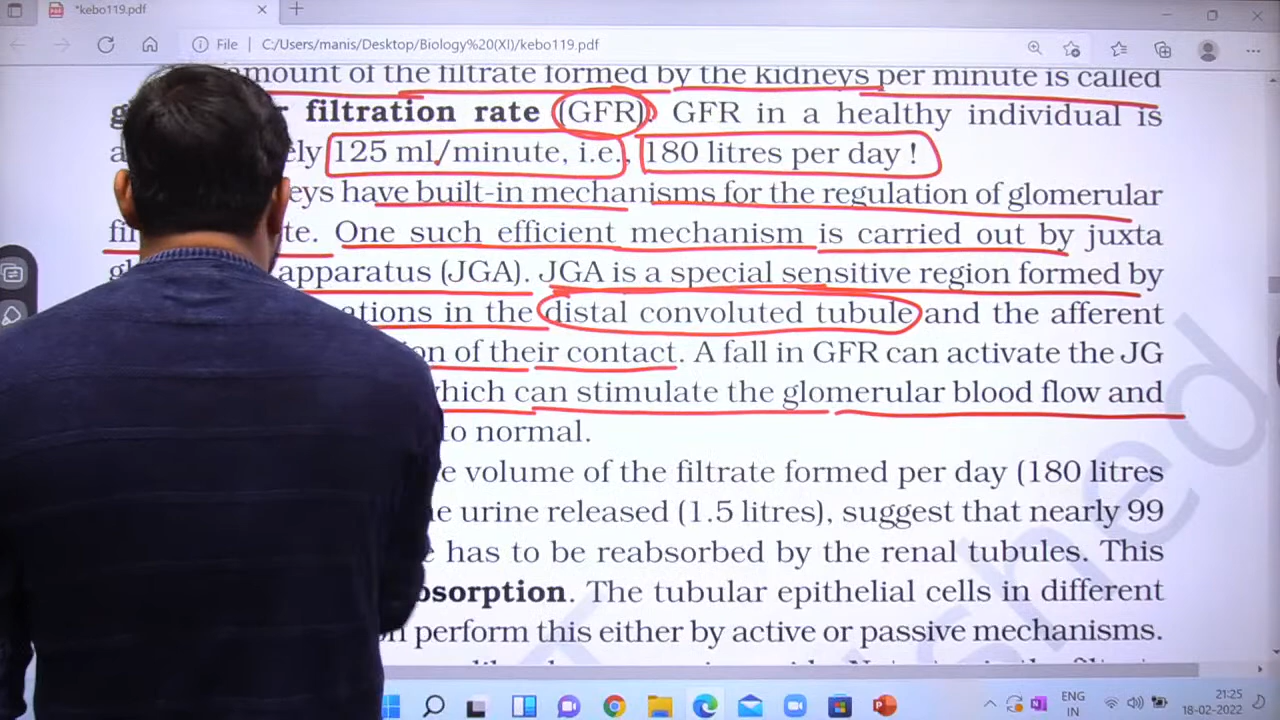 *kebo119.pdf
File C:/Users/manis/Desktop/Biology%20(XI)/kebo119.pdf
amount of the filtrate formed by the kidneys per minute is called
filtration rate (GFR). GFR in a healthy individual is
125 ml/minute, i.e., 180 litres per day !
have built-in mechanisms for the regulation of glomerular
One such efficient mechanism is carried out by juxta
apparatus (JGA). JGA is a special sensitive region formed by
in the distal convoluted tubule and the afferent
of their contact. A fall in GFR can activate the JG
which can stimulate the glomerular blood flow and
to normal.
volume of the filtrate formed per day (180 litres
urine released (1.5 litres), suggest that nearly 99
has to be reabsorbed by the renal tubules. This
The tubular epithelial cells in different
perform this either by active or passive mechanisms.
ENG
IN
21:25
18-02-2022